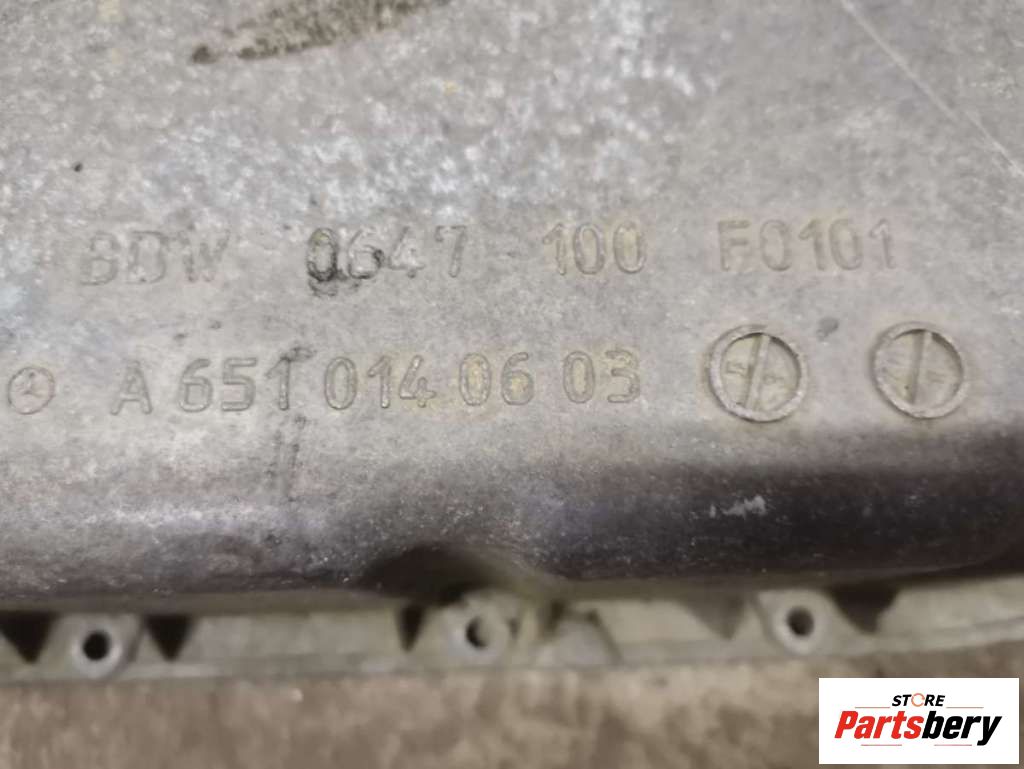 BDW 0647 100 F0101
A 651 014 06 03
STORE
Partsbery